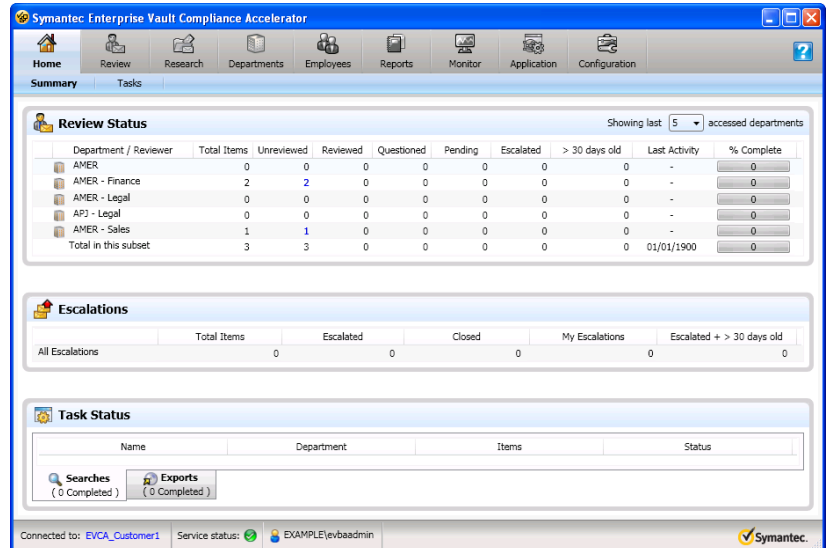 Symantec Enterprise Vault Compliance Accelerator
Home Review Research Departments Employees Reports Monitor Application Configuration
Summary Tasks
Review Status Showing last 5 accessed departments
Department / Reviewer Total Items Unreviewed Reviewed Questioned Pending Escalated > 30 days old Last Activity % Complete
AMER 0 0 0 0 0 0 0 - 0
AMER - Finance 2 2 0 0 0 0 0 - 0
AMER - Legal 0 0 0 0 0 0 0 - 0
APJ - Legal 0 0 0 0 0 0 0 - 0
AMER - Sales 1 1 0 0 0 0 0 - 0
Total in this subset 3 3 0 0 0 0 0 01/01/1900 0
Escalations
Total Items Escalated Closed My Escalations Escalated + > 30 days old
All Escalations 0 0 0 0 0
Task Status
Name Department Items Status
Searches Exports
( 0 Completed ) ( 0 Completed )
Connected to: EVCA_Customer1 Service status: EXAMPLE\evbaadmin Symantec.